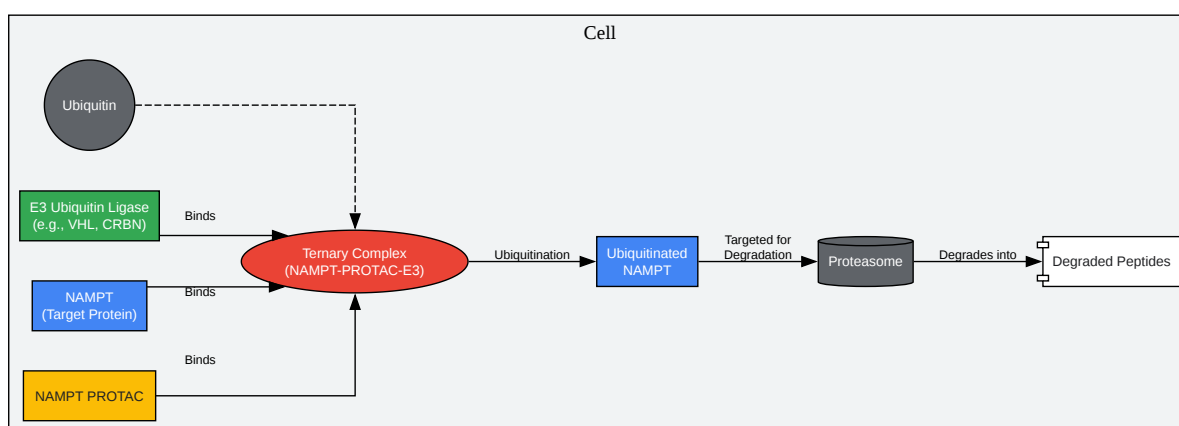 Cell
Ubiquitin
E3 Ubiquitin Ligase
(e.g., VHL, CRBN)
Binds
NAMPT
(Target Protein)
Binds
NAMPT PROTAC
Binds
Ternary Complex
(NAMPT-PROTAC-E3)
Ubiquitination
Ubiquitinated
NAMPT
Targeted for
Degradation
Proteasome
Degrades into
Degraded Peptides